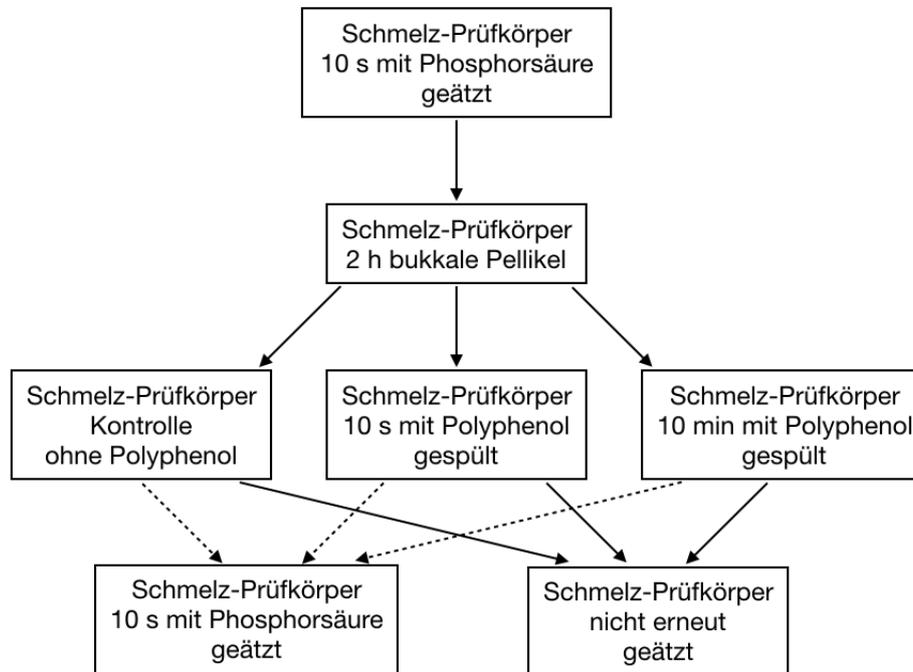 Schmelz-Prüfkörper
10 s mit Phosphorsäure
geätzt
Schmelz-Prüfkörper
2 h bukkale Pellikel
Schmelz-Prüfkörper
Kontrolle
ohne Polyphenol
Schmelz-Prüfkörper
10 s mit Polyphenol
gespült
Schmelz-Prüfkörper
10 min mit Polyphenol
gespült
Schmelz-Prüfkörper
10 s mit Phosphorsäure
geätzt
Schmelz-Prüfkörper
nicht erneut
geätzt